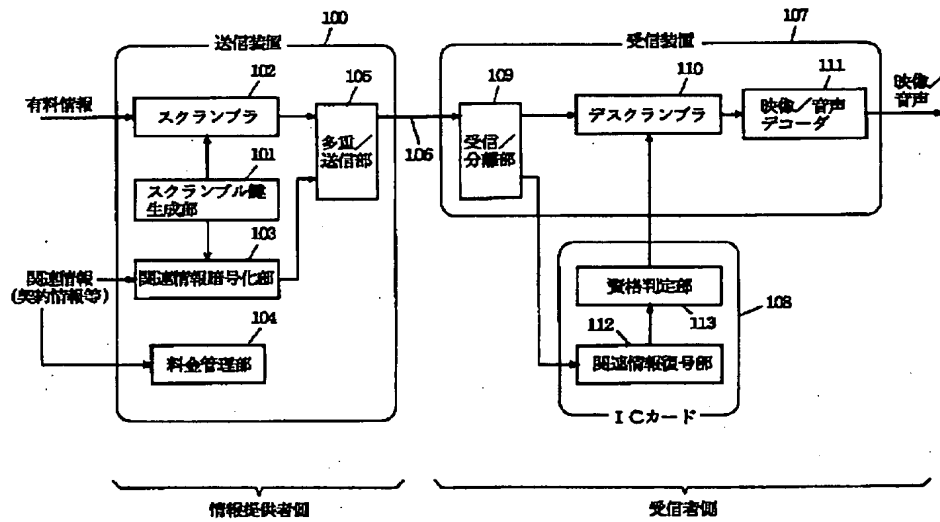 送信装置
100
受信装置
107
有料情報
102
スクランブラ
105
多重/
送信部
106
109
受信/
分離部
110
デスクランブラ
111
映像/音声
デコーダ
映像/
音声
101
スクランブル鍵
生成部
103
関連情報暗号化部
関連情報
(契約情報等)
104
料金管理部
資格判定部
113
108
112
関連情報復号部
ICカード
情報提供者側
受信者側